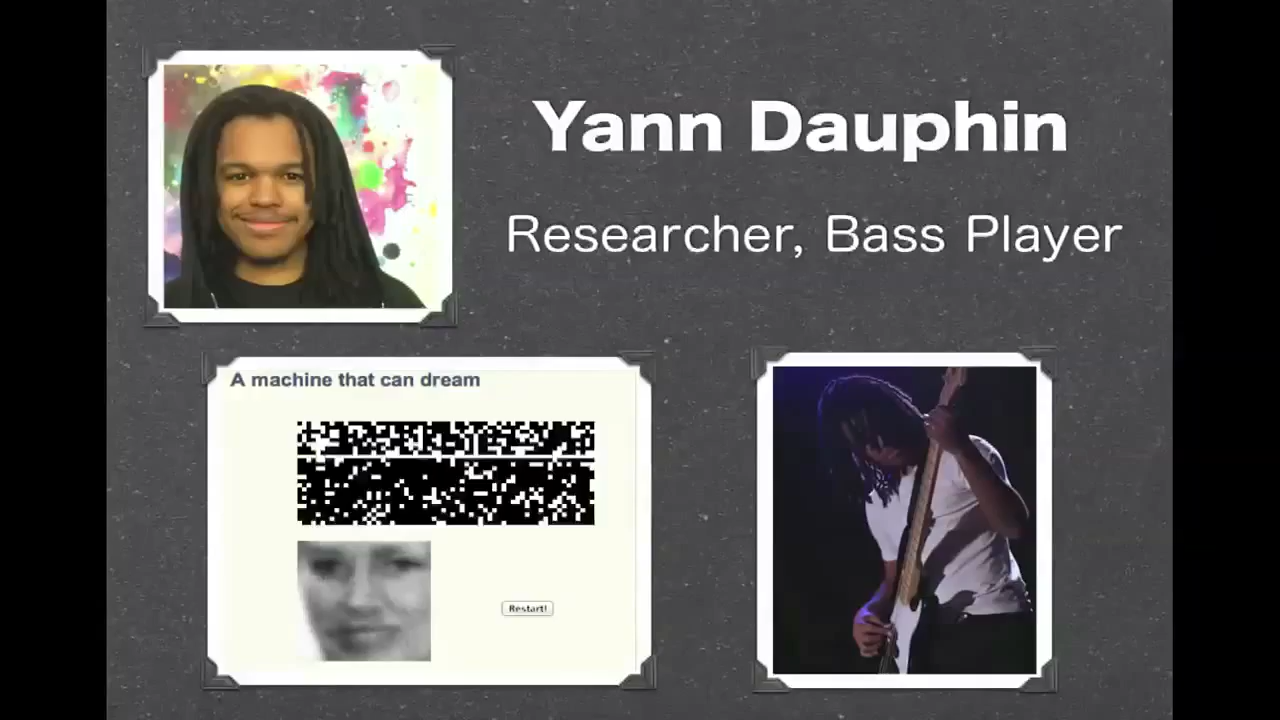 Yann Dauphin
Researcher, Bass Player
A machine that can dream
Restart!